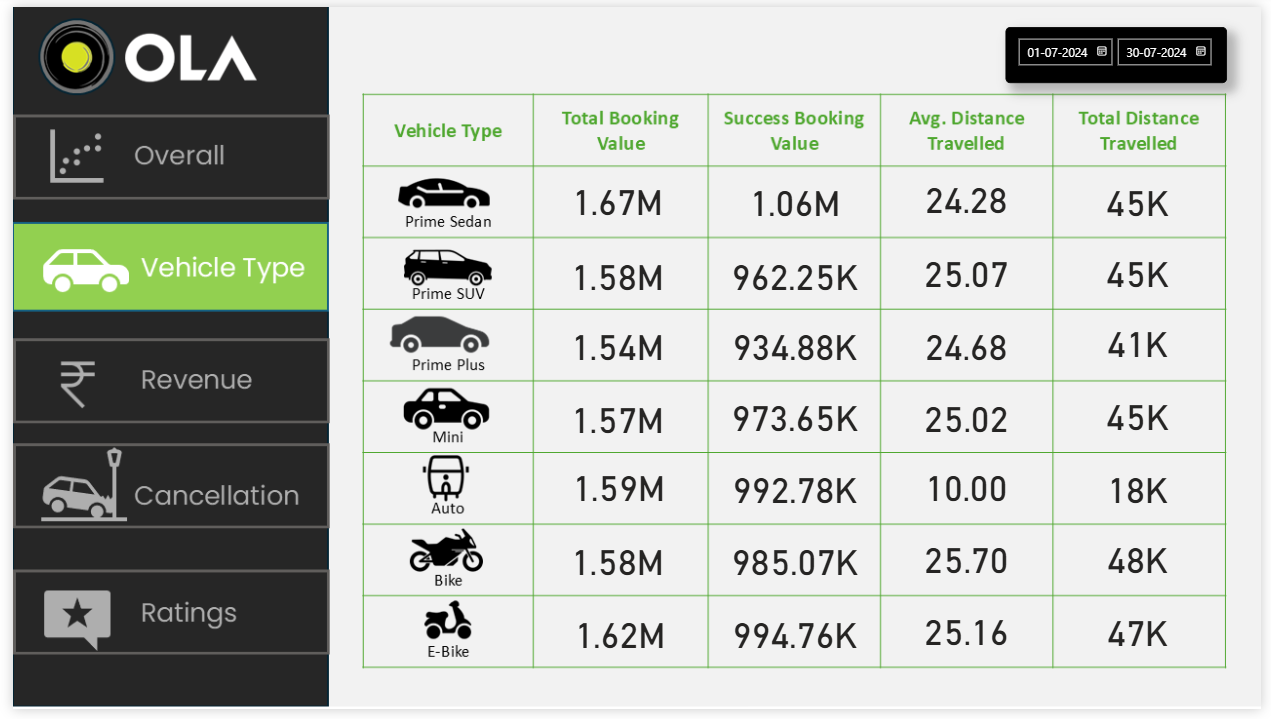 OLA
01-07-2024 30-07-2024
Overall
Vehicle Type
Revenue
Cancellation
Ratings
Vehicle Type Total Booking Value Success Booking Value Avg. Distance Travelled Total Distance Travelled
Prime Sedan 1.67M 1.06M 24.28 45K
Prime SUV 1.58M 962.25K 25.07 45K
Prime Plus 1.54M 934.88K 24.68 41K
Mini 1.57M 973.65K 25.02 45K
Auto 1.59M 992.78K 10.00 18K
Bike 1.58M 985.07K 25.70 48K
E-Bike 1.62M 994.76K 25.16 47K